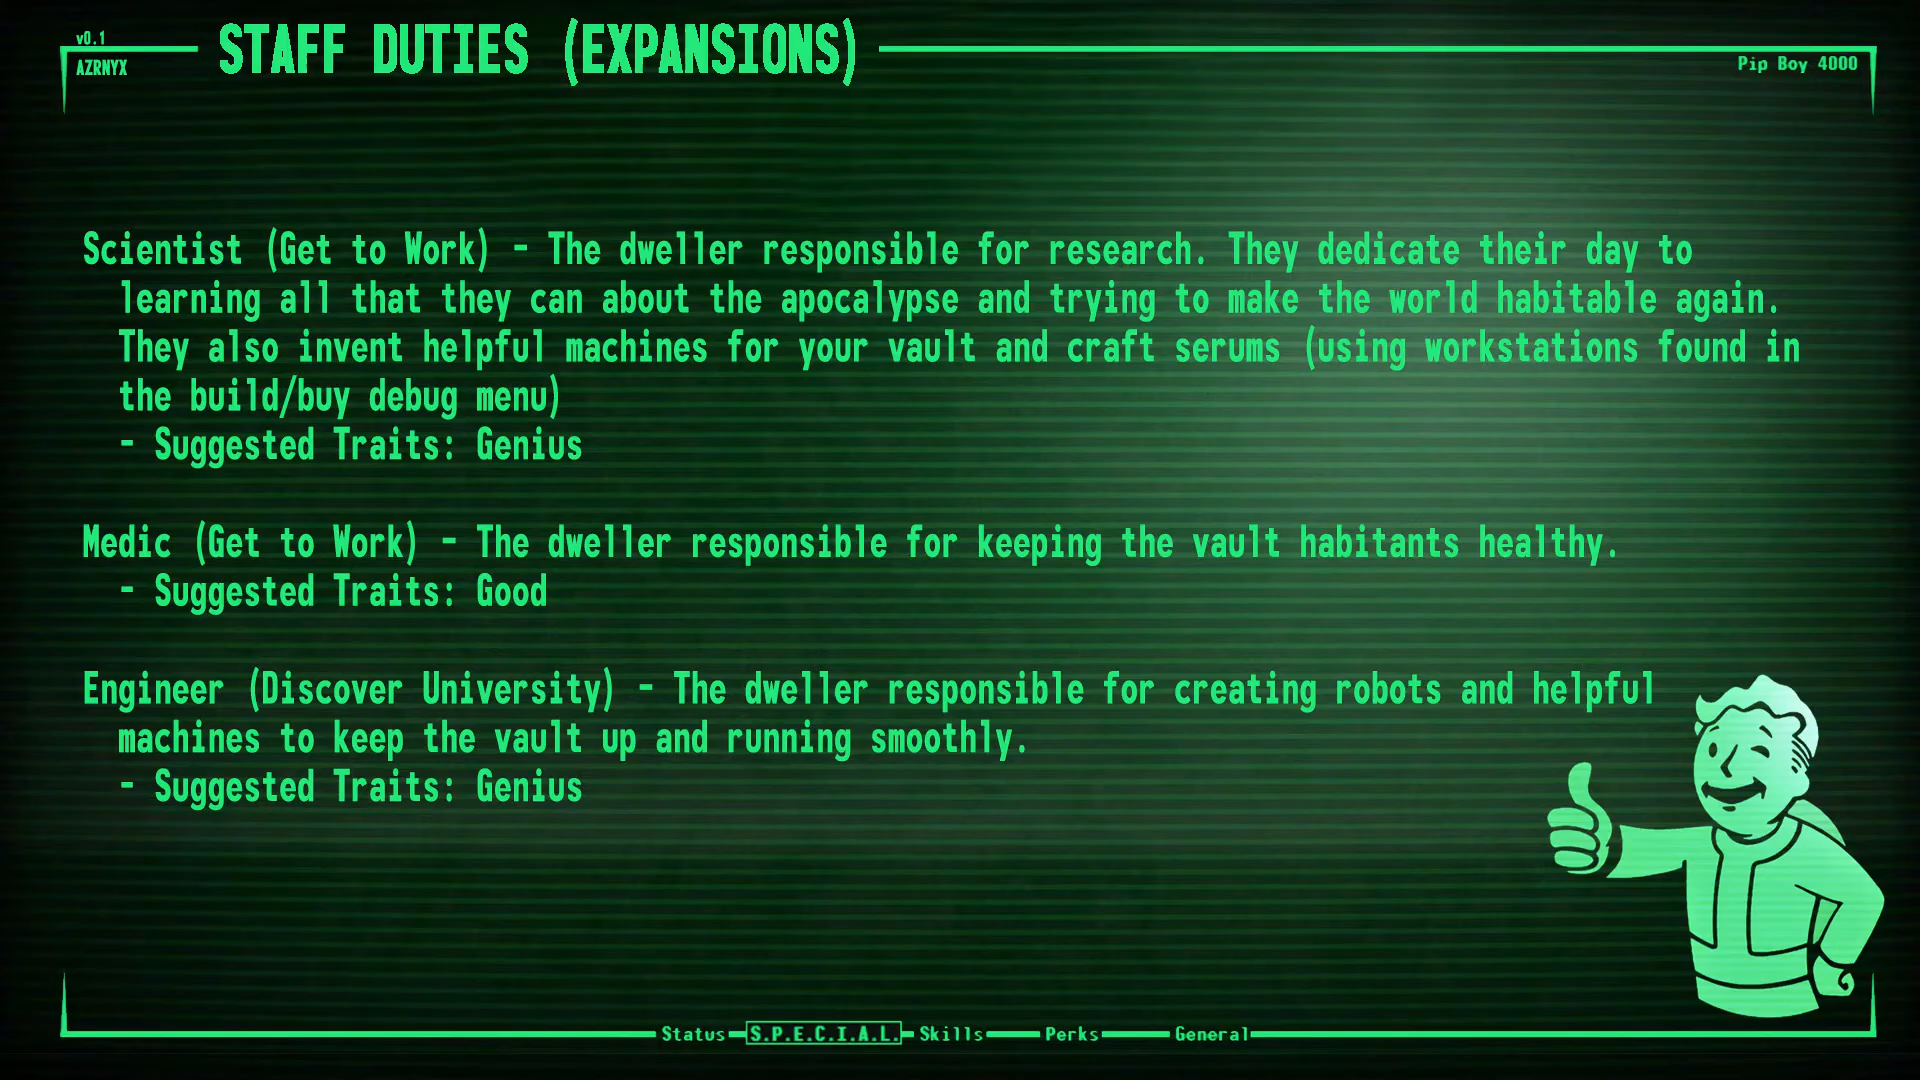 v0.1
AZRNYX
STAFF DUTIES (EXPANSIONS)
Pip Boy 4000
Scientist (Get to Work) - The dweller responsible for research. They dedicate their day to
learning all that they can about the apocalypse and trying to make the world habitable again.
They also invent helpful machines for your vault and craft serums (using workstations found in
the build/buy debug menu)
- Suggested Traits: Genius
Medic (Get to Work) - The dweller responsible for keeping the vault habitants healthy.
- Suggested Traits: Good
Engineer (Discover University) - The dweller responsible for creating robots and helpful
machines to keep the vault up and running smoothly.
- Suggested Traits: Genius
Status S.P.E.C.I.A.L. Skills Perks General